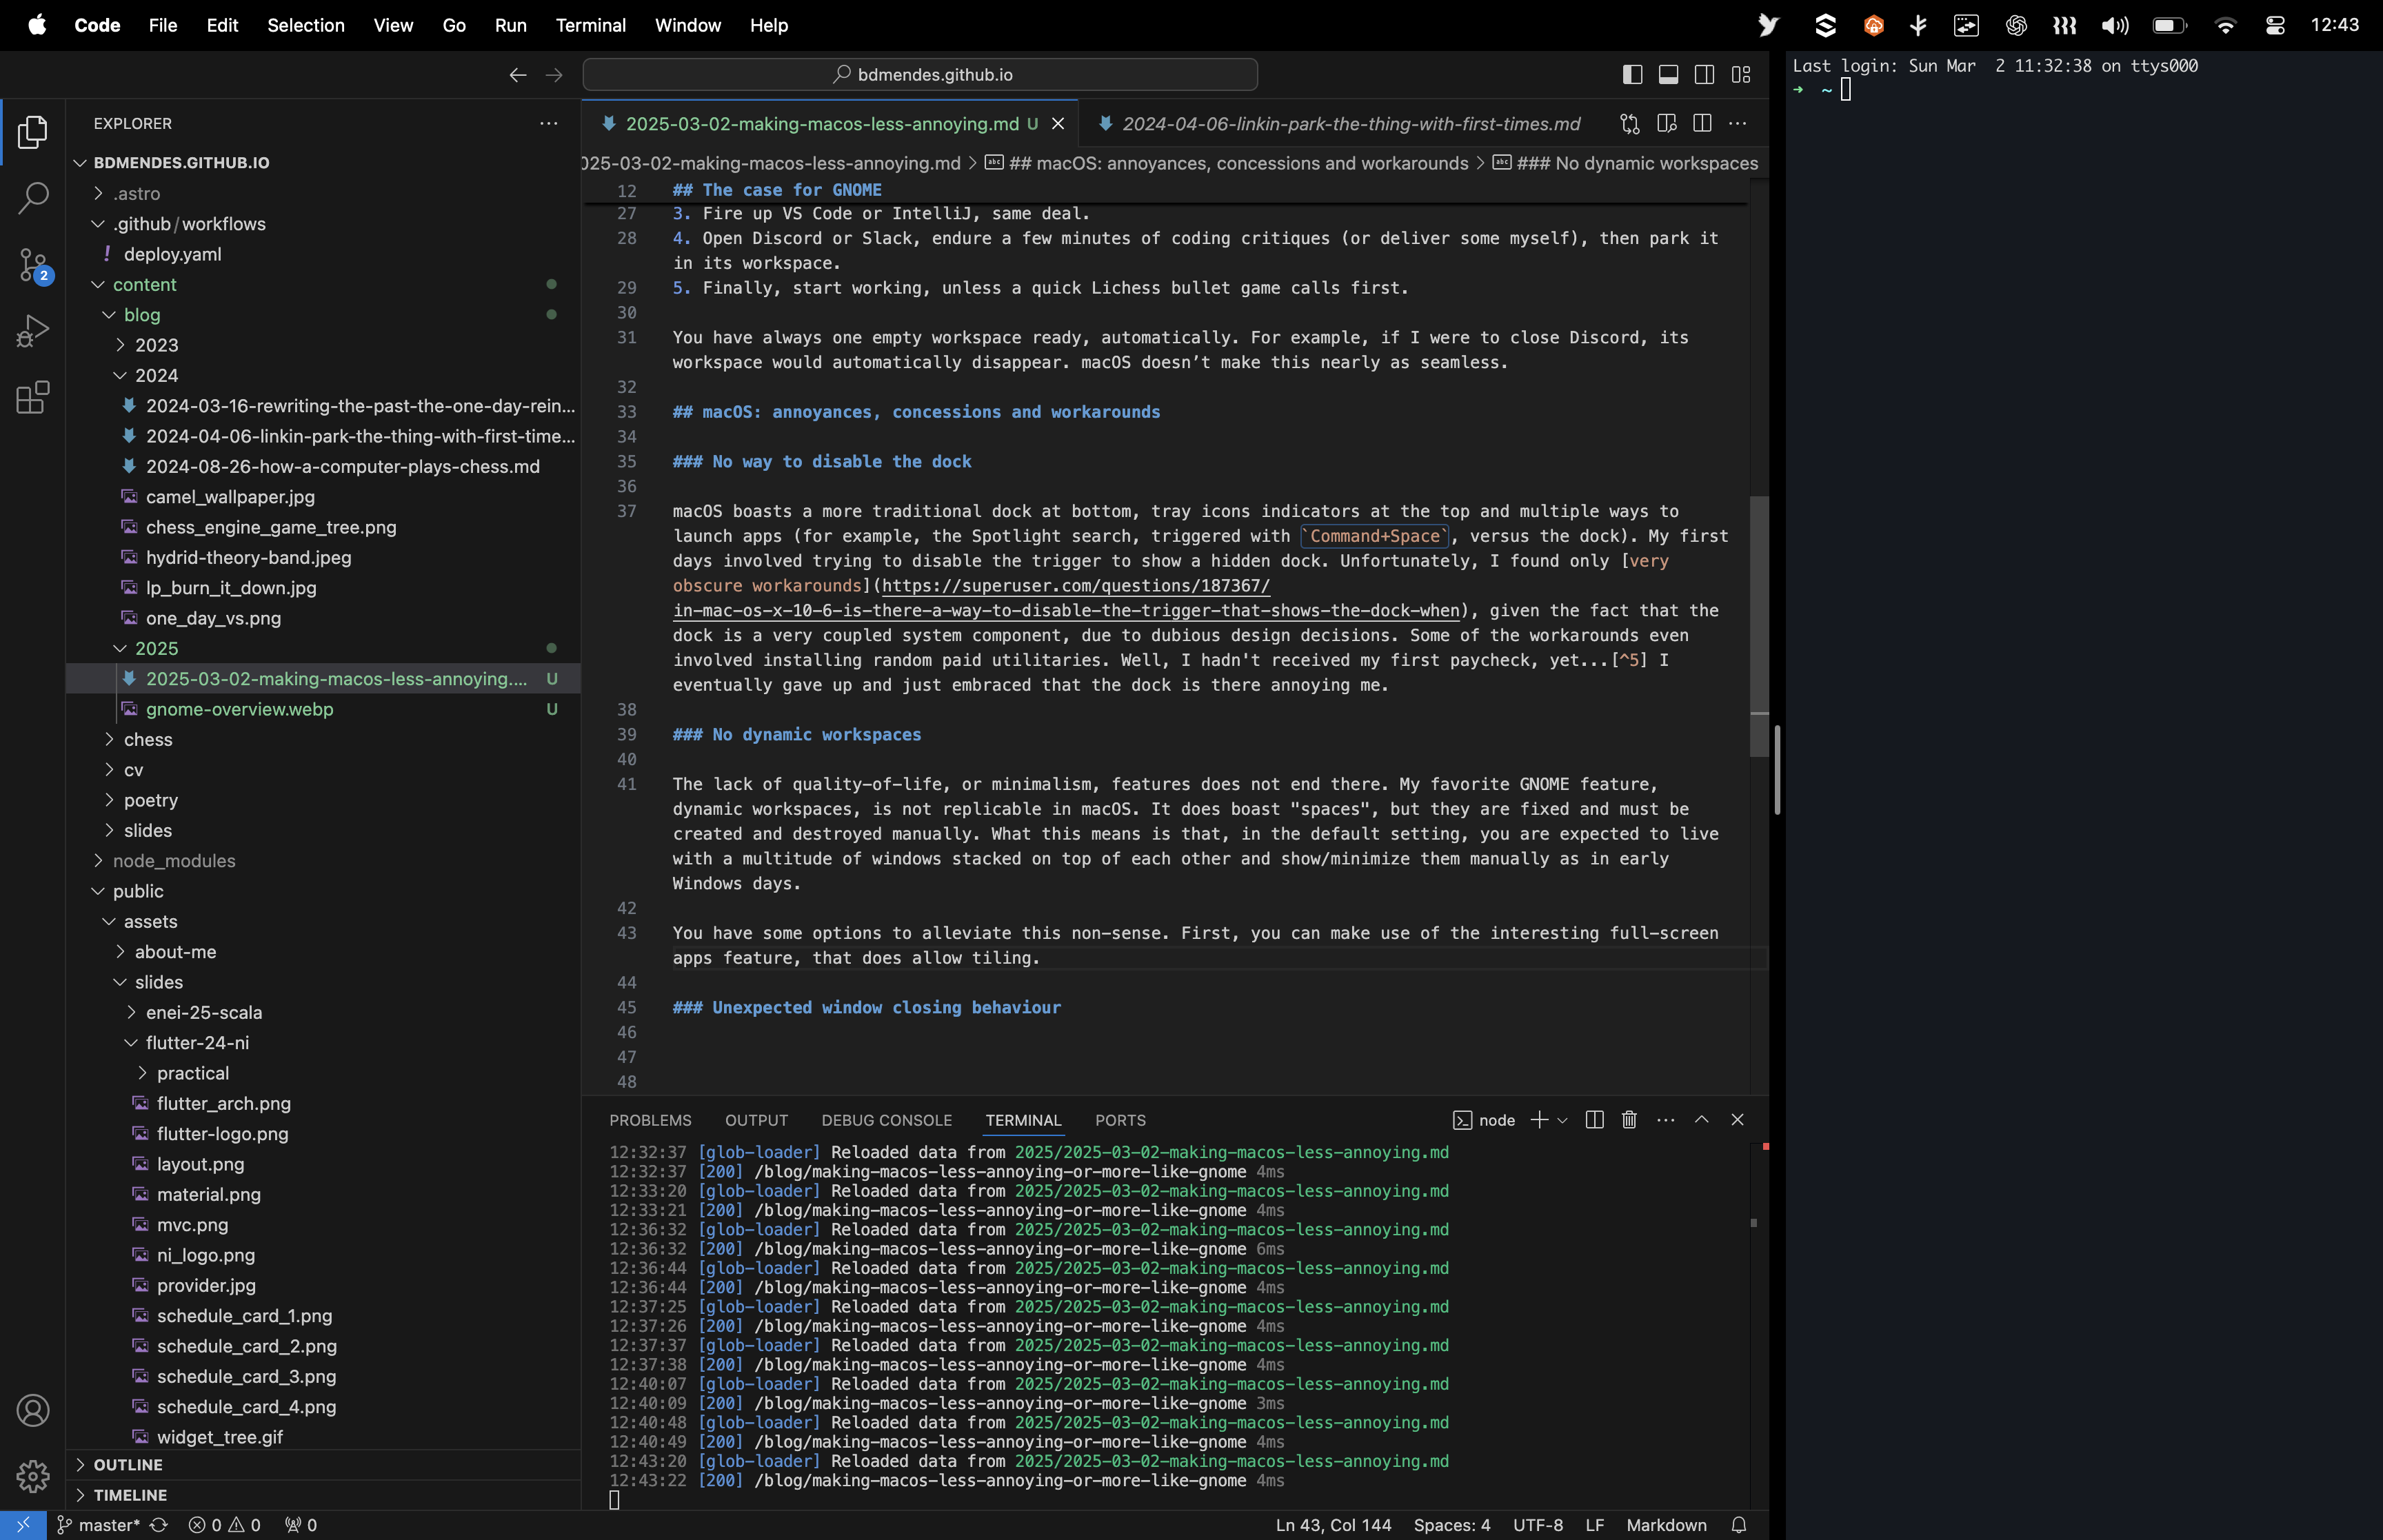 Code File Edit Selection View Go Run Terminal Window Help 12:43
bdmendes.github.io
EXPLORER
BDMENDES.GITHUB.IO
.astro
.github/workflows
! deploy.yaml
content
blog
2023
2024
2024-03-16-rewriting-the-past-the-one-day-rein...
2024-04-06-linkin-park-the-thing-with-first-time...
2024-08-26-how-a-computer-plays-chess.md
camel_wallpaper.jpg
chess_engine_game_tree.png
hydrid-theory-band.jpeg
lp_burn_it_down.jpg
one_day_vs.png
2025
2025-03-02-making-macos-less-annoying.... U
gnome-overview.webp U
chess
cv
poetry
slides
node_modules
public
assets
about-me
slides
enei-25-scala
flutter-24-ni
practical
flutter_arch.png
flutter-logo.png
layout.png
material.png
mvc.png
ni_logo.png
provider.jpg
schedule_card_1.png
schedule_card_2.png
schedule_card_3.png
schedule_card_4.png
widget_tree.gif
OUTLINE
TIMELINE
2
2025-03-02-making-macos-less-annoying.md U
2024-04-06-linkin-park-the-thing-with-first-times.md
025-03-02-making-macos-less-annoying.md > ## macOS: annoyances, concessions and workarounds > ### No dynamic workspaces
12 ## The case for GNOME
27 3. Fire up VS Code or IntelliJ, same deal.
28 4. Open Discord or Slack, endure a few minutes of coding critiques (or deliver some myself), then park it
in its workspace.
29 5. Finally, start working, unless a quick Lichess bullet game calls first.
30
31 You have always one empty workspace ready, automatically. For example, if I were to close Discord, its
workspace would automatically disappear. macOS doesn’t make this nearly as seamless.
32
33 ## macOS: annoyances, concessions and workarounds
34
35 ### No way to disable the dock
36
37 macOS boasts a more traditional dock at bottom, tray icons indicators at the top and multiple ways to
launch apps (for example, the Spotlight search, triggered with `Command+Space`, versus the dock). My first
days involved trying to disable the trigger to show a hidden dock. Unfortunately, I found only [very
obscure workarounds](https://superuser.com/questions/187367/
in-mac-os-x-10-6-is-there-a-way-to-disable-the-trigger-that-shows-the-dock-when), given the fact that the
dock is a very coupled system component, due to dubious design decisions. Some of the workarounds even
involved installing random paid utilitaries. Well, I hadn't received my first paycheck, yet...[^5] I
eventually gave up and just embraced that the dock is there annoying me.
38
39 ### No dynamic workspaces
40
41 The lack of quality-of-life, or minimalism, features does not end there. My favorite GNOME feature,
dynamic workspaces, is not replicable in macOS. It does boast "spaces", but they are fixed and must be
created and destroyed manually. What this means is that, in the default setting, you are expected to live
with a multitude of windows stacked on top of each other and show/minimize them manually as in early
Windows days.
42
43 You have some options to alleviate this non-sense. First, you can make use of the interesting full-screen
apps feature, that does allow tiling.
44
45 ### Unexpected window closing behaviour
46
47
48
PROBLEMS OUTPUT DEBUG CONSOLE TERMINAL PORTS node
12:32:37 [glob-loader] Reloaded data from 2025/2025-03-02-making-macos-less-annoying.md
12:32:37 [200] /blog/making-macos-less-annoying-or-more-like-gnome 4ms
12:33:20 [glob-loader] Reloaded data from 2025/2025-03-02-making-macos-less-annoying.md
12:33:21 [200] /blog/making-macos-less-annoying-or-more-like-gnome 4ms
12:36:32 [glob-loader] Reloaded data from 2025/2025-03-02-making-macos-less-annoying.md
12:36:32 [200] /blog/making-macos-less-annoying-or-more-like-gnome 6ms
12:36:44 [glob-loader] Reloaded data from 2025/2025-03-02-making-macos-less-annoying.md
12:36:44 [200] /blog/making-macos-less-annoying-or-more-like-gnome 4ms
12:37:25 [glob-loader] Reloaded data from 2025/2025-03-02-making-macos-less-annoying.md
12:37:26 [200] /blog/making-macos-less-annoying-or-more-like-gnome 4ms
12:37:37 [glob-loader] Reloaded data from 2025/2025-03-02-making-macos-less-annoying.md
12:37:38 [200] /blog/making-macos-less-annoying-or-more-like-gnome 4ms
12:40:07 [glob-loader] Reloaded data from 2025/2025-03-02-making-macos-less-annoying.md
12:40:09 [200] /blog/making-macos-less-annoying-or-more-like-gnome 3ms
12:40:48 [glob-loader] Reloaded data from 2025/2025-03-02-making-macos-less-annoying.md
12:40:49 [200] /blog/making-macos-less-annoying-or-more-like-gnome 4ms
12:43:20 [glob-loader] Reloaded data from 2025/2025-03-02-making-macos-less-annoying.md
12:43:22 [200] /blog/making-macos-less-annoying-or-more-like-gnome 4ms
master* 0 0 0 Ln 43, Col 144 Spaces: 4 UTF-8 LF Markdown
Last login: Sun Mar 2 11:32:38 on ttys000
➜ ~